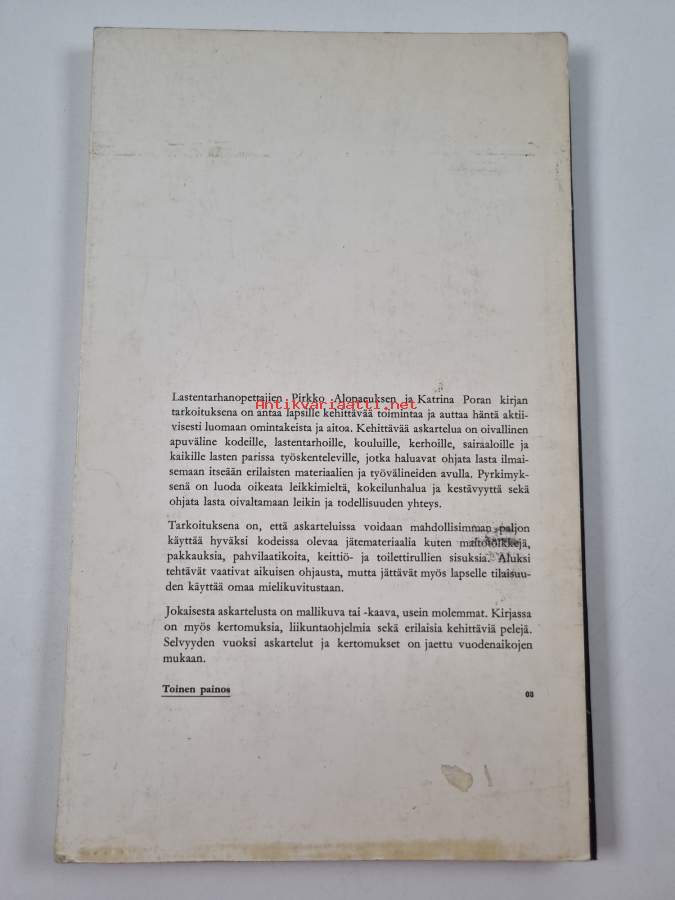 Lastentarhanopettajien Pirkko Alopaeuksen ja Katrina Poran kirjan
Antikvariaatti.net
tarkoituksena on antaa lapsille kehittävää toimintaa ja auttaa häntä aktii-
visesti luomaan omintakeista ja aitoa. Kehittävää askartelua on oivallinen
apuväline kodeille, lastentarhoille, kouluille, kerhoille, sairaaloille ja
kaikille lasten parissa työskenteleville, jotka haluavat ohjata lasta ilmai-
semaan itseään erilaisten materiaalien ja työvälineiden avulla. Pyrkimyk-
senä on luoda oikeata leikkimieltä, kokeilunhalua ja kestävyyttä sekä
ohjata lasta oivaltamaan leikin ja todellisuuden yhteys.
Tarkoituksena on, että askarteluissa voidaan mahdollisimman paljon
käyttää hyväksi kodeissa olevaa jätemateriaalia kuten maitotölkkejä,
pakkauksia, pahvilaatikoita, keittiö- ja toilettirullien sisuksia. Aluksi
tehtävät vaativat aikuisen ohjausta, mutta jättävät myös lapselle tilaisuu-
den käyttää omaa mielikuvitustaan.
Jokaisesta askartelusta on mallikuva tai -kaava, usein molemmat. Kirjassa
on myös kertomuksia, liikuntaohjelmia sekä erilaisia kehittäviä pelejä.
Selvyyden vuoksi askartelut ja kertomukset on jaettu vuodenaikojen
mukaan.
Toinen painos
03